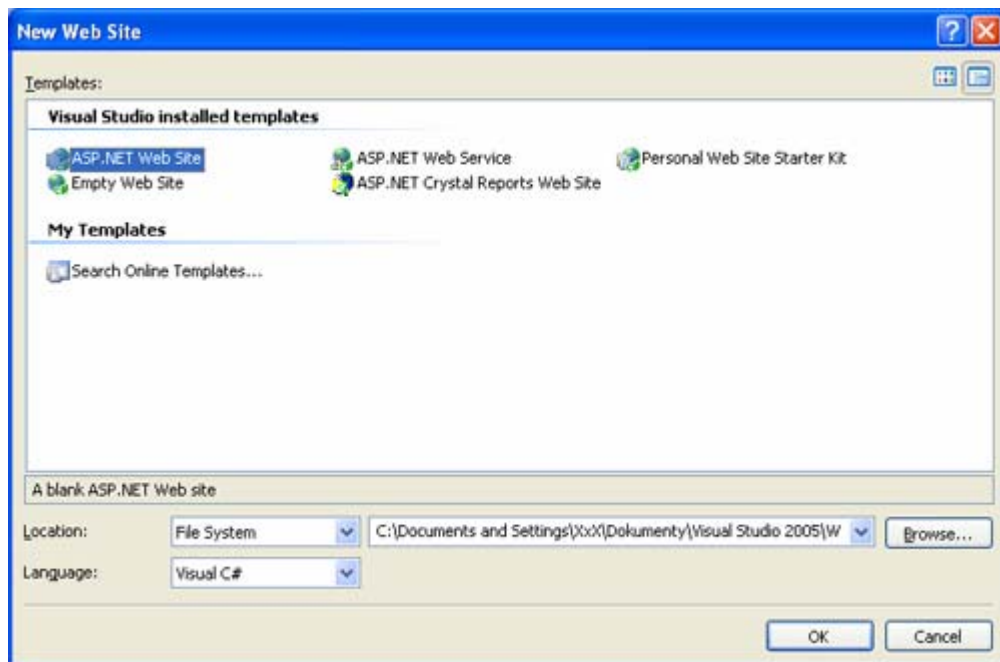 New Web Site
Templates:
Visual Studio installed templates
ASP.NET Web Site ASP.NET Web Service Personal Web Site Starter Kit
Empty Web Site ASP.NET Crystal Reports Web Site
My Templates
Search Online Templates...
A blank ASP.NET Web site
Location: File System C:\Documents and Settings\XxX\Dokumenty\Visual Studio 2005\W Browse...
Language: Visual C#
OK Cancel